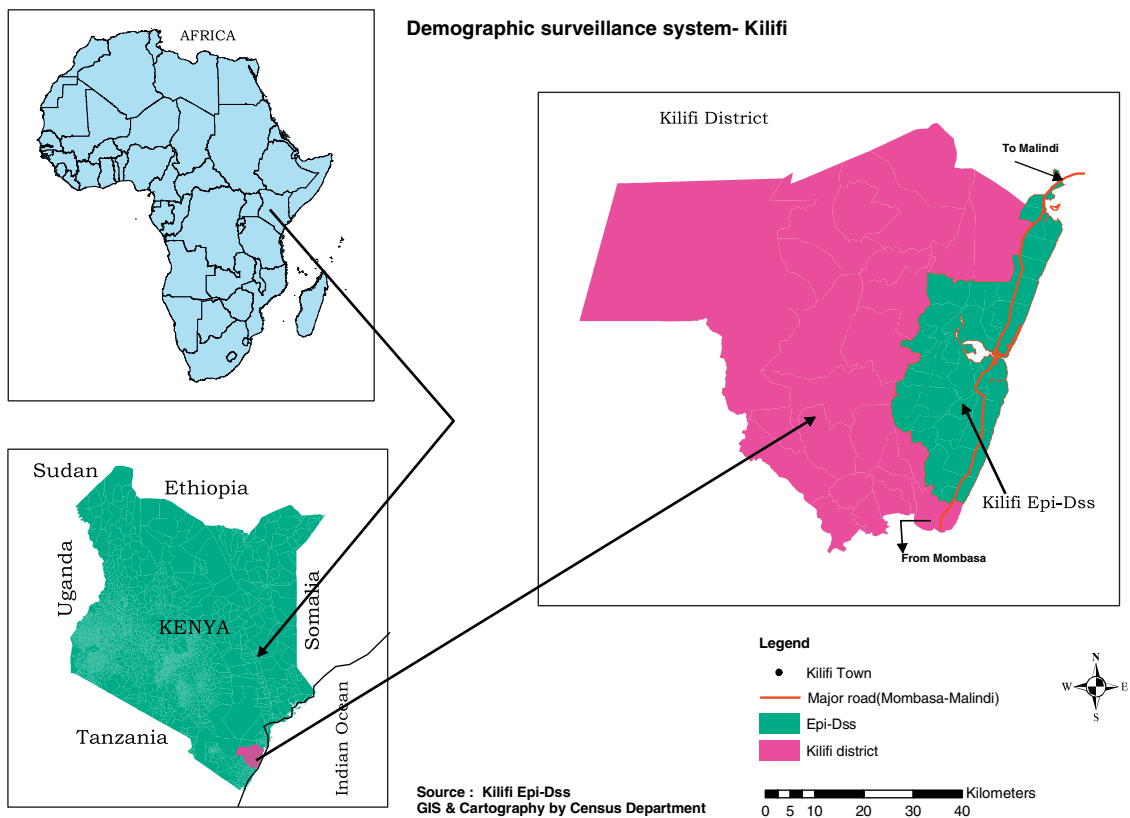 Demographic surveillance system- Kilifi
AFRICA
Kilifi District
To Malindi
Kilifi Epi-Dss
From Mombasa
Sudan
Ethiopia
Uganda
KENYA
Somalia
Tanzania
Indian Ocean
Legend
Kilifi Town
Major road(Mombasa-Malindi)
Epi-Dss
Kilifi district
N
W E
S
Kilometers
0 5 10 20 30 40
Source : Kilifi Epi-Dss
GIS & Cartography by Census Department